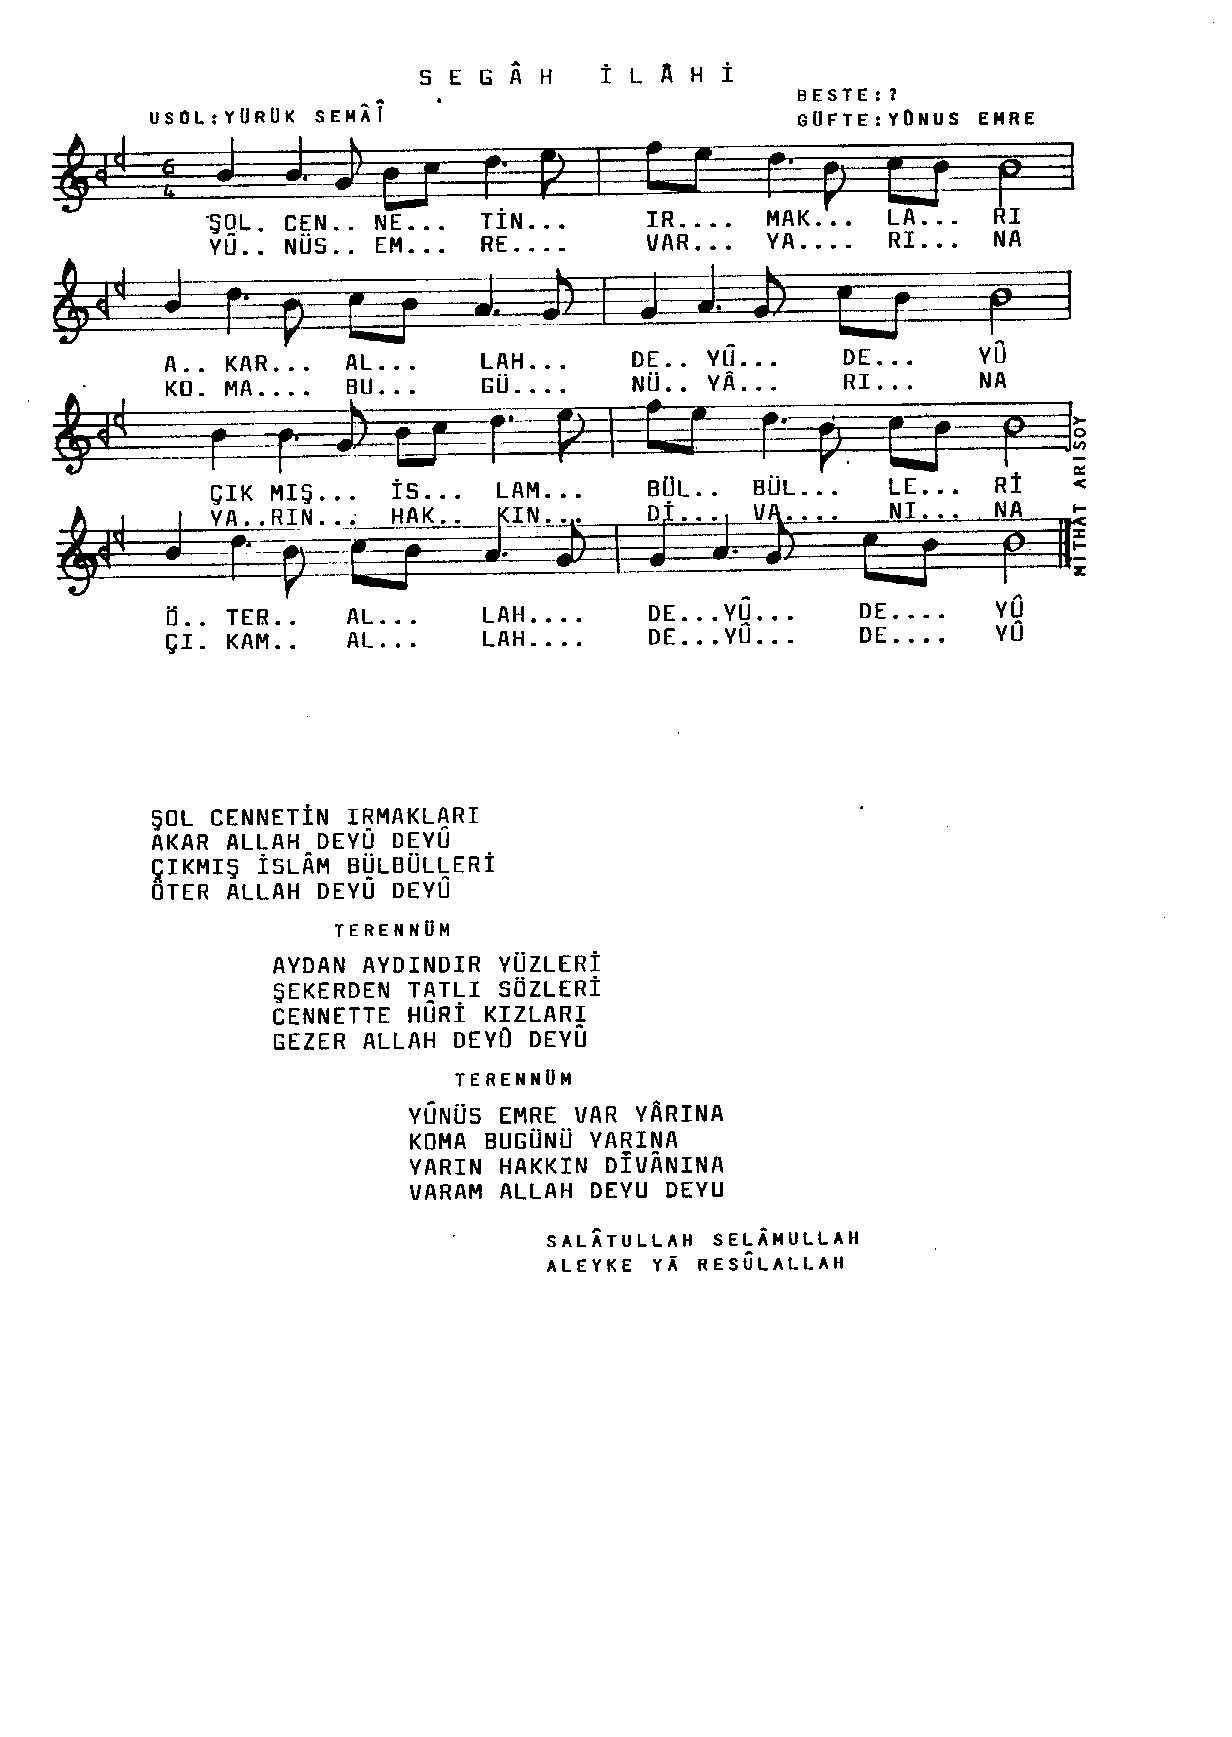 SEGÂH İLÂHİ
BESTE:?
USÛL:YÜRÜK SEMÂÎ
GÜFTE:YÛNUS EMRE
6
4
ŞOL. CEN.. NE... TİN... IR.... MAK... LA... RI
YÛ.. NÜS.. EM... RE.... VAR... YA.... RI... NA
A.. KAR... AL... LAH... DE.. YÛ... DE... YÛ
KO. MA.... BU... GÜ.... NÜ.. YÂ... RI... NA
ÇIK MIŞ... İS... LAM... BÜL.. BÜL... LE... Rİ
YA..RIN... HAK.. KIN... Dİ.... VA.... NI... NA
MİTHÂT ARISOY
Ö.. TER.. AL... LAH.... DE...YÛ... DE.... YÛ
ÇI. KAM.. AL... LAH.... DE...YÛ... DE.... YÛ
ŞOL CENNETİN IRMAKLARI
AKAR ALLAH DEYÛ DEYÛ
ÇIKMIŞ İSLÂM BÜLBÜLLERİ
ÖTER ALLAH DEYÛ DEYÛ
TERENNÜM
AYDAN AYDINDIR YÜZLERİ
ŞEKERDEN TATLI SÖZLERİ
CENNETTE HÛRİ KIZLARI
GEZER ALLAH DEYÛ DEYÛ
TERENNÜM
YÛNÜS EMRE VAR YÂRINA
KOMA BUGÜNÜ YARINA
YARIN HAKKIN DÎVÂNINA
VARAM ALLAH DEYU DEYU
SALÂTULLAH SELÂMULLAH
ALEYKE YÂ RESÛLALLAH